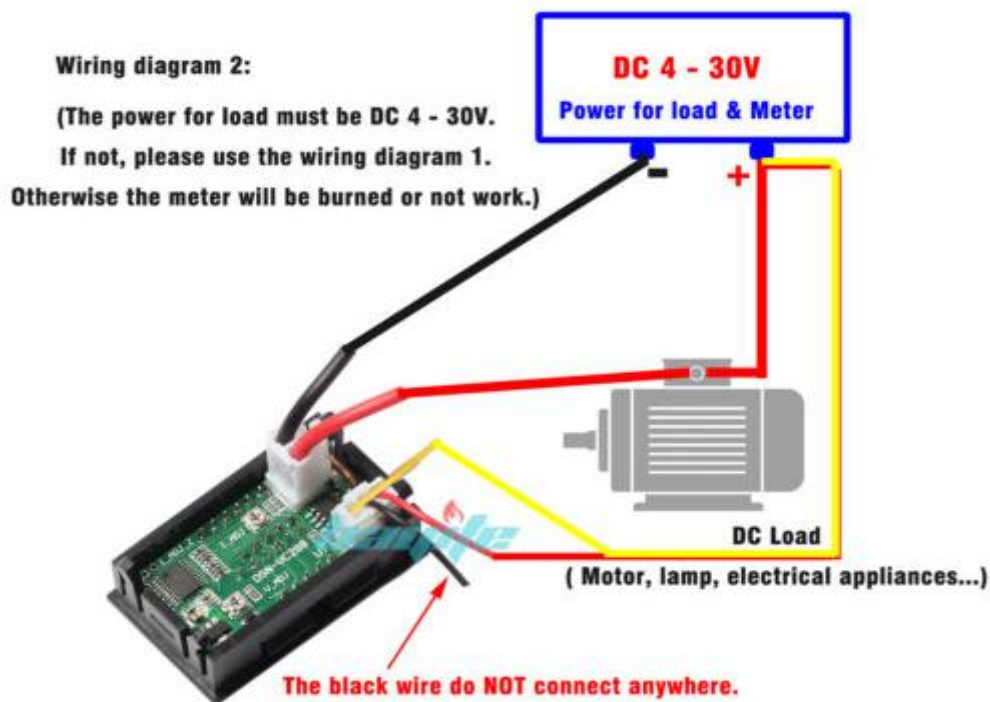 Wiring diagram 2:
(The power for load must be DC 4 - 30V.
If not, please use the wiring diagram 1.
Otherwise the meter will be burned or not work.)
DC 4 - 30V
Power for load & Meter
-
+
DC Load
( Motor, lamp, electrical appliances...)
The black wire do NOT connect anywhere.